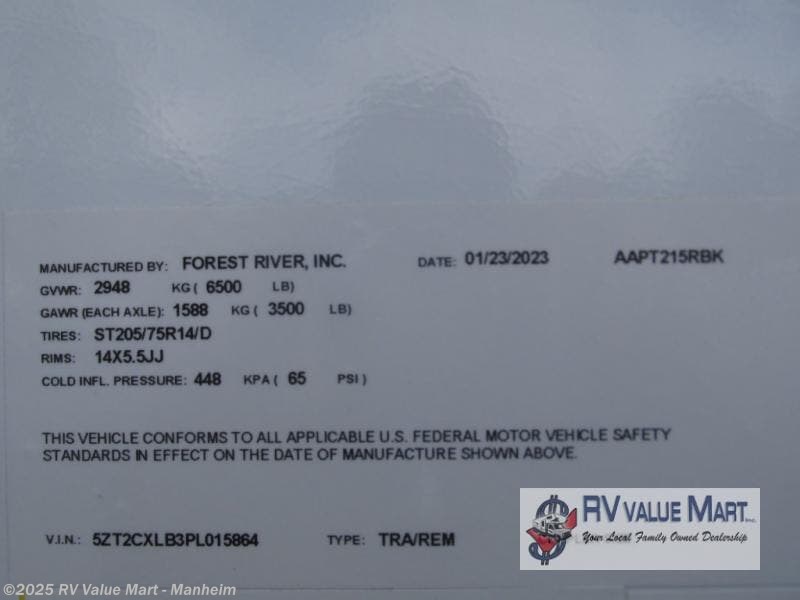 MANUFACTURED BY: FOREST RIVER, INC. DATE: 01/23/2023 AAPT215RBK
GVWR: 2948 KG ( 6500 LB)
GAWR (EACH AXLE): 1588 KG ( 3500 LB)
TIRES: ST205/75R14/D
RIMS: 14X5.5JJ
COLD INFL. PRESSURE: 448 KPA ( 65 PSI )
THIS VEHICLE CONFORMS TO ALL APPLICABLE U.S. FEDERAL MOTOR VEHICLE SAFETY
STANDARDS IN EFFECT ON THE DATE OF MANUFACTURE SHOWN ABOVE.
V.I.N.: 5ZT2CXLB3PL015864 TYPE: TRA/REM
RV VALUE MART, Inc.
Your Local Family Owned Dealership
©2025 RV Value Mart - Manheim